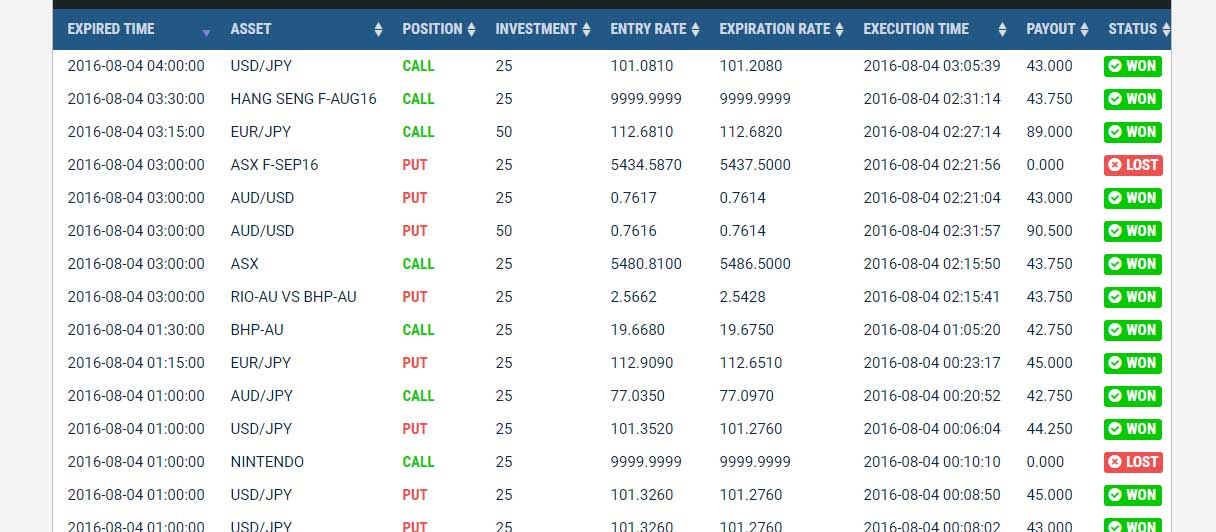 EXPIRED TIME ASSET POSITION INVESTMENT ENTRY RATE EXPIRATION RATE EXECUTION TIME PAYOUT STATUS
2016-08-04 04:00:00 USD/JPY CALL 25 101.0810 101.2080 2016-08-04 03:05:39 43.000 WON
2016-08-04 03:30:00 HANG SENG F-AUG16 CALL 25 9999.9999 9999.9999 2016-08-04 02:31:14 43.750 WON
2016-08-04 03:15:00 EUR/JPY CALL 50 112.6810 112.6820 2016-08-04 02:27:14 89.000 WON
2016-08-04 03:00:00 ASX F-SEP16 PUT 25 5434.5870 5437.5000 2016-08-04 02:21:56 0.000 LOST
2016-08-04 03:00:00 AUD/USD PUT 25 0.7617 0.7614 2016-08-04 02:21:04 43.000 WON
2016-08-04 03:00:00 AUD/USD PUT 50 0.7616 0.7614 2016-08-04 02:31:57 90.500 WON
2016-08-04 03:00:00 ASX CALL 25 5480.8100 5486.5000 2016-08-04 02:15:50 43.750 WON
2016-08-04 03:00:00 RIO-AU VS BHP-AU PUT 25 2.5662 2.5428 2016-08-04 02:15:41 43.750 WON
2016-08-04 01:30:00 BHP-AU CALL 25 19.6680 19.6750 2016-08-04 01:05:20 42.750 WON
2016-08-04 01:15:00 EUR/JPY PUT 25 112.9090 112.6510 2016-08-04 00:23:17 45.000 WON
2016-08-04 01:00:00 AUD/JPY CALL 25 77.0350 77.0970 2016-08-04 00:20:52 42.750 WON
2016-08-04 01:00:00 USD/JPY PUT 25 101.3520 101.2760 2016-08-04 00:06:04 44.250 WON
2016-08-04 01:00:00 NINTENDO CALL 25 9999.9999 9999.9999 2016-08-04 00:10:10 0.000 LOST
2016-08-04 01:00:00 USD/JPY PUT 25 101.3260 101.2760 2016-08-04 00:08:50 45.000 WON
2016-08-04 01:00:00 USD/JPY PUT 25 101.3260 101.2760 2016-08-04 00:08:02 43.000 WON